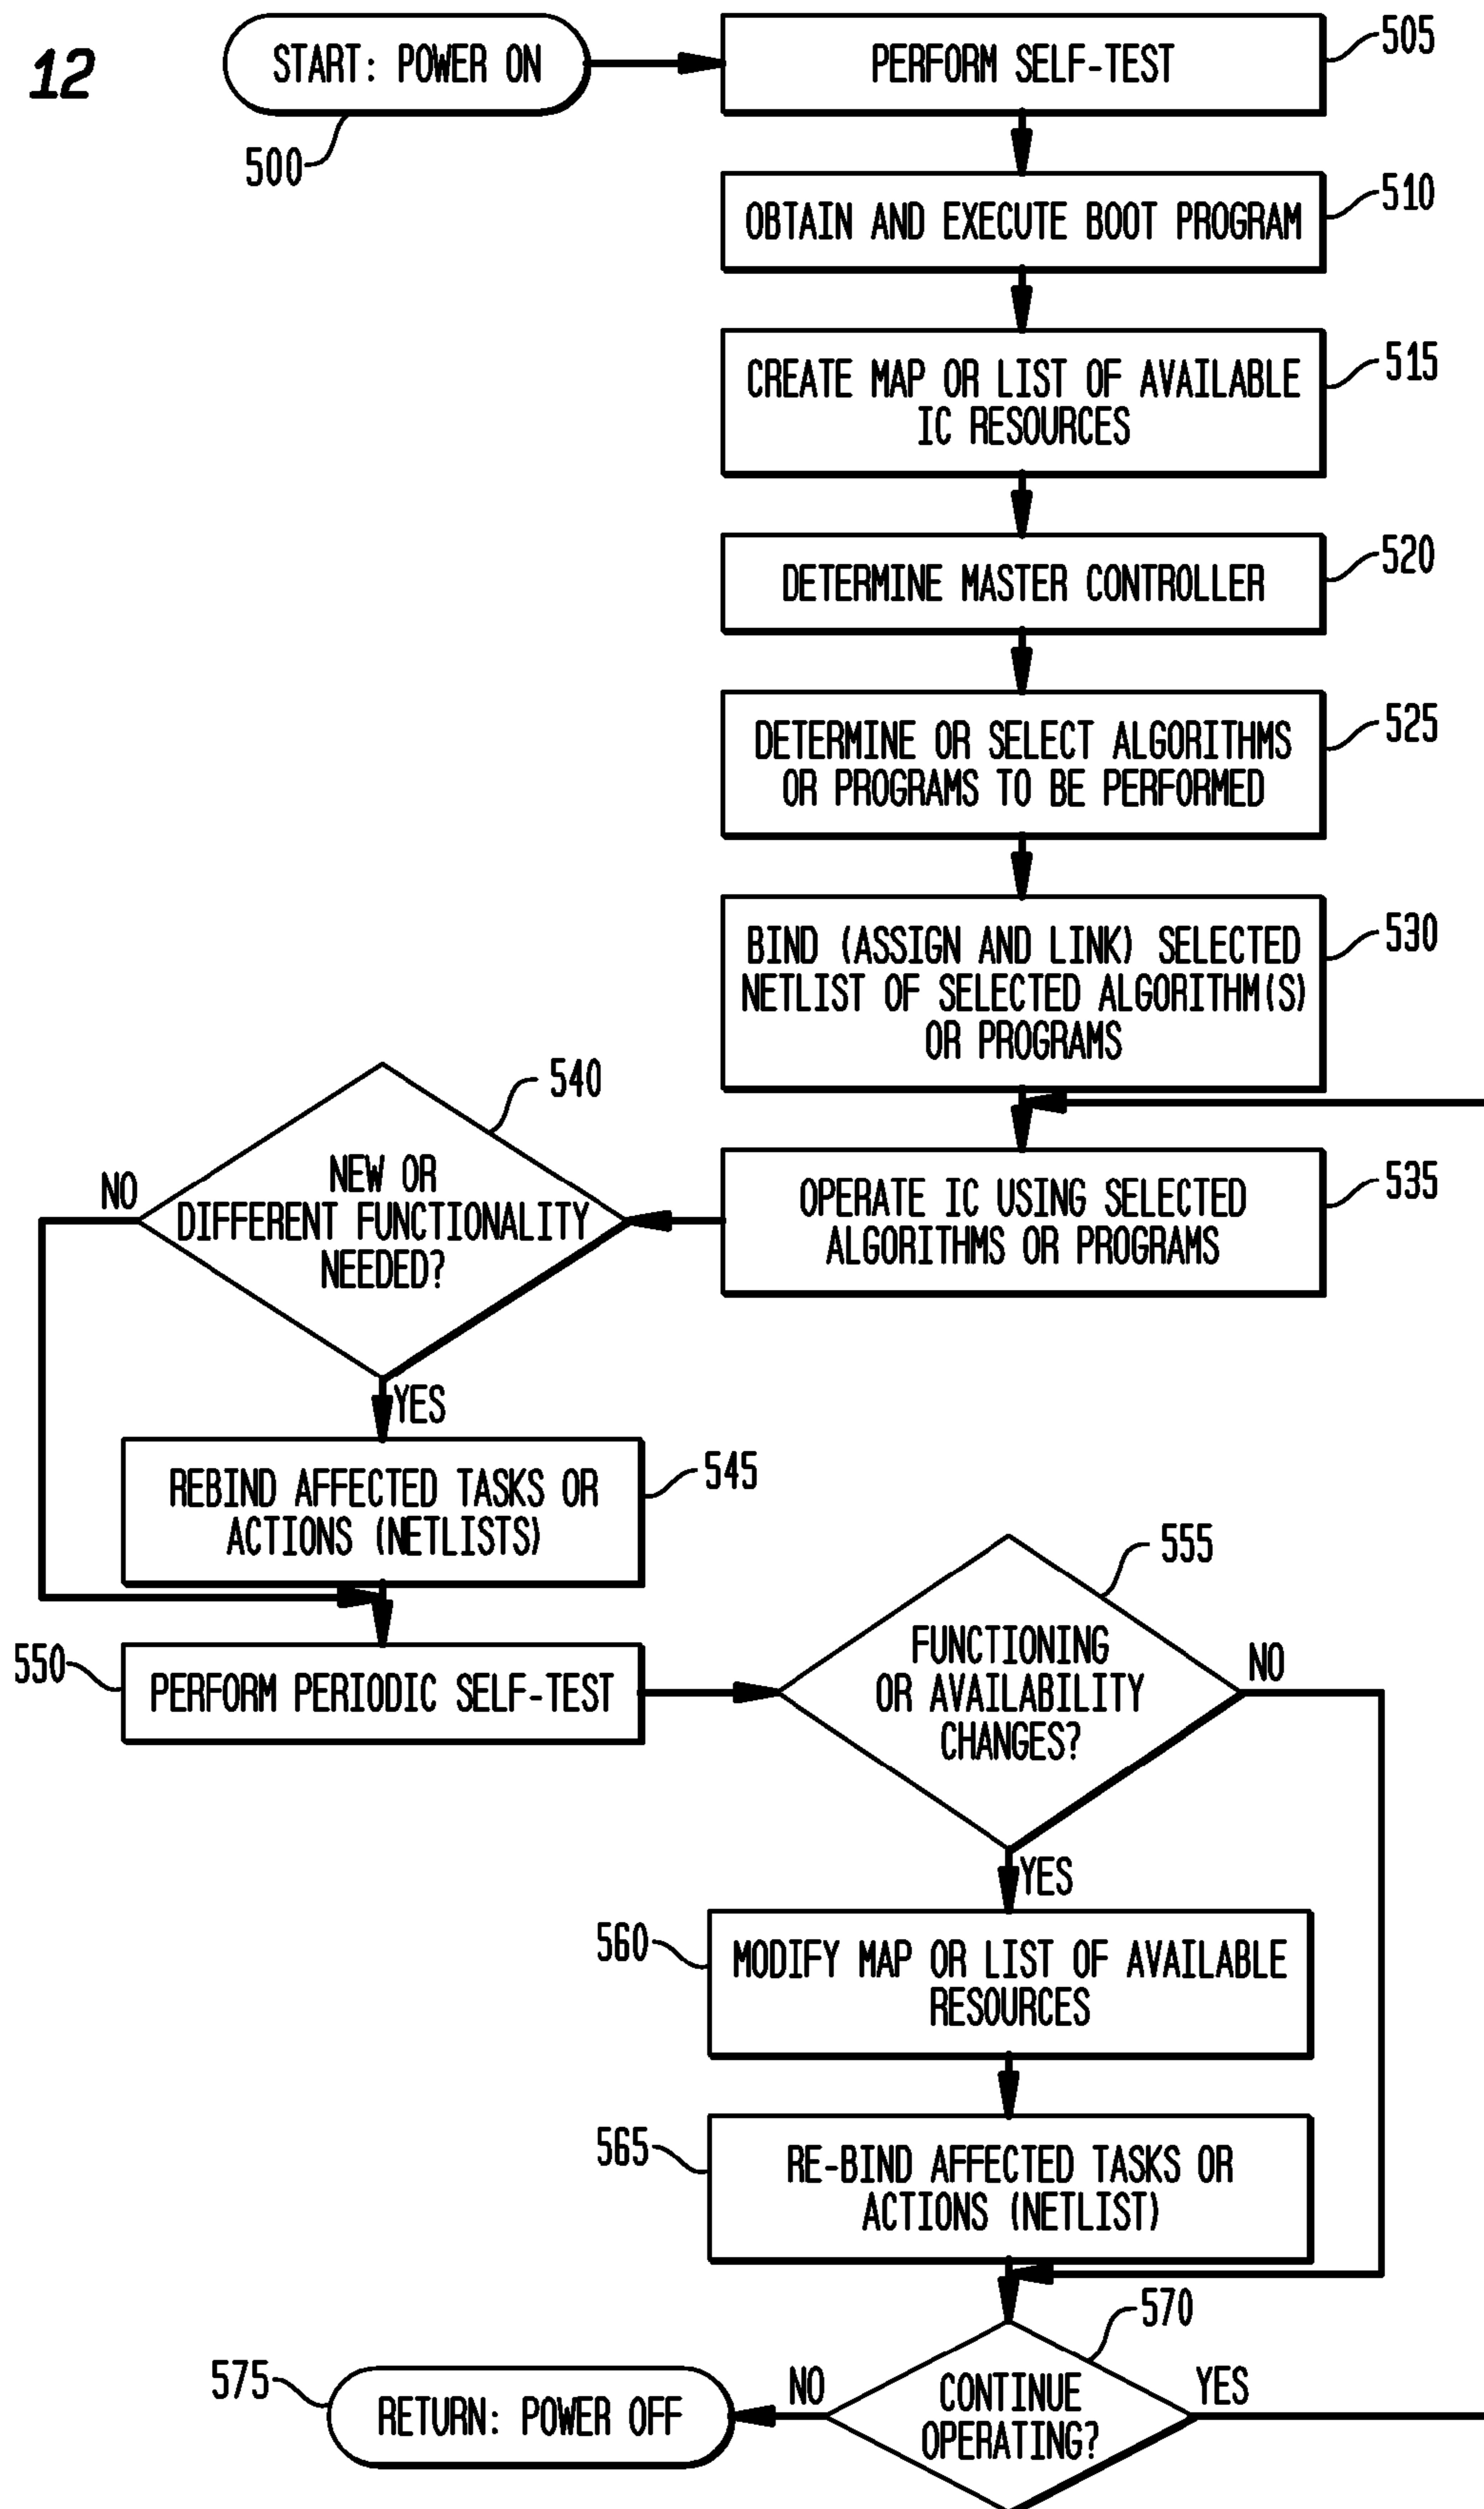 12
START: POWER ON
500
PERFORM SELF-TEST
505
OBTAIN AND EXECUTE BOOT PROGRAM
510
CREATE MAP OR LIST OF AVAILABLE
IC RESOURCES
515
DETERMINE MASTER CONTROLLER
520
DETERMINE OR SELECT ALGORITHMS
OR PROGRAMS TO BE PERFORMED
525
BIND (ASSIGN AND LINK) SELECTED
NETLIST OF SELECTED ALGORITHM(S)
OR PROGRAMS
530
OPERATE IC USING SELECTED
ALGORITHMS OR PROGRAMS
535
540
NEW OR
DIFFERENT FUNCTIONALITY
NEEDED?
NO
YES
REBIND AFFECTED TASKS OR
ACTIONS (NETLISTS)
545
550
PERFORM PERIODIC SELF-TEST
555
FUNCTIONING
OR AVAILABILITY
CHANGES?
NO
YES
560
MODIFY MAP OR LIST OF AVAILABLE
RESOURCES
565
RE-BIND AFFECTED TASKS OR
ACTIONS (NETLIST)
570
CONTINUE
OPERATING?
YES
NO
575
RETURN: POWER OFF